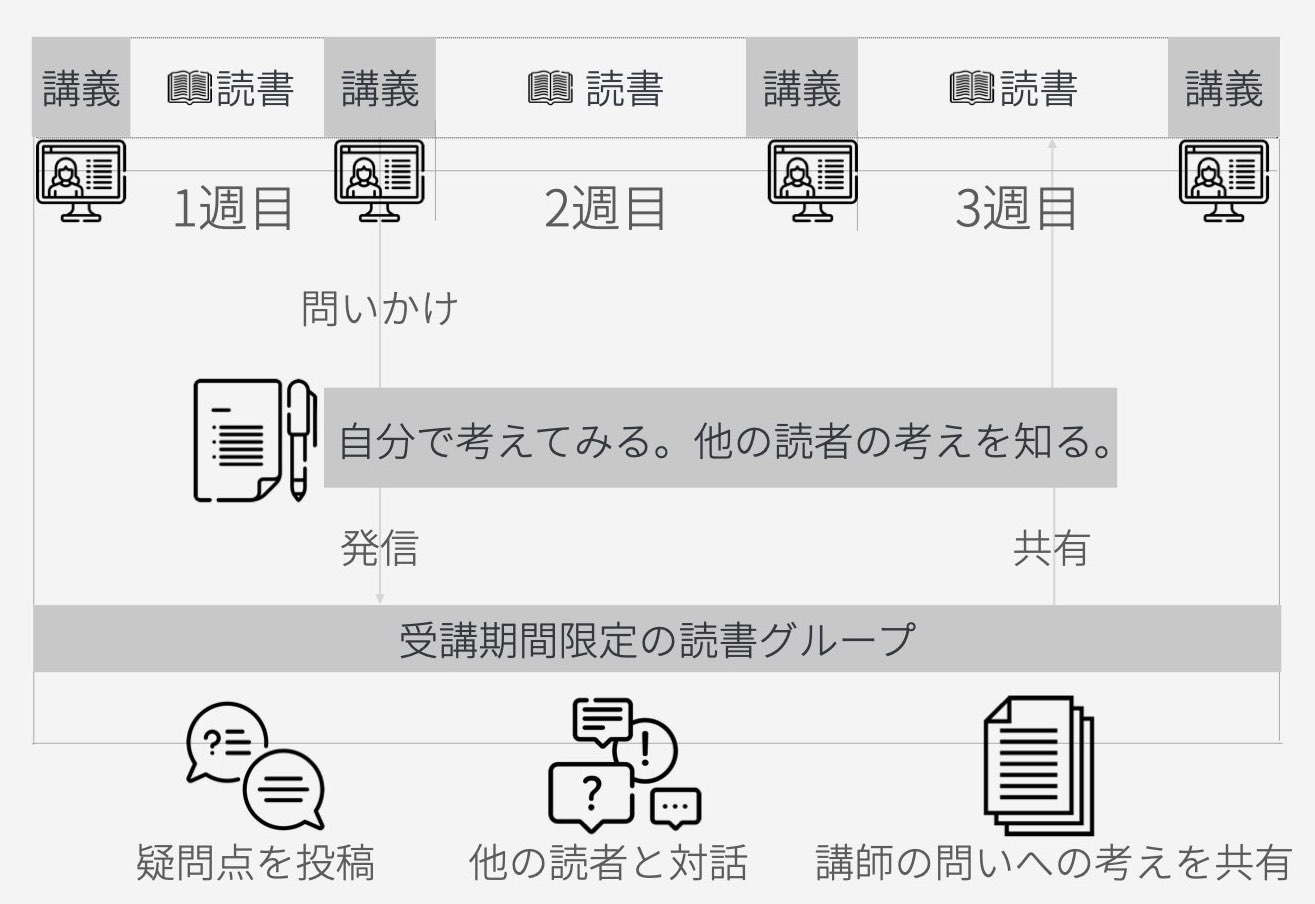 講義 読書 講義 読書 講義 読書 講義
1週目 2週目 3週目
問いかけ
自分で考えてみる。他の読者の考えを知る。
発信 共有
受講期間限定の読書グループ
疑問点を投稿 他の読者と対話 講師の問いへの考えを共有